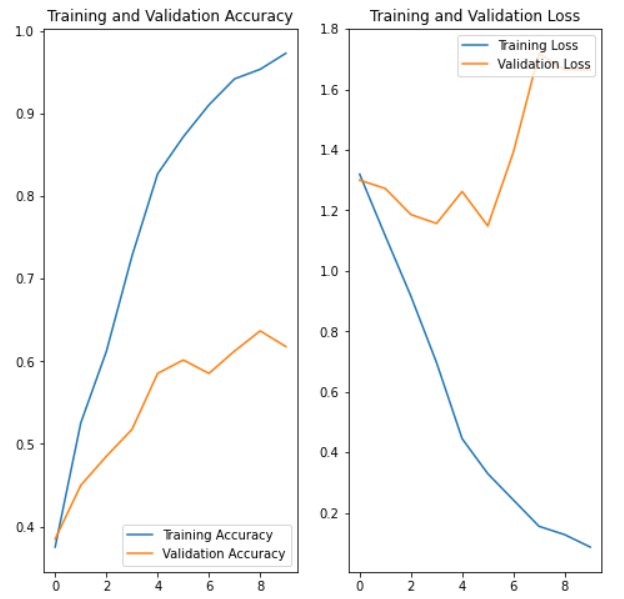 Training and Validation Accuracy
1.0
0.9
0.8
0.7
0.6
0.5
0.4
0 2 4 6 8
Training Accuracy
Validation Accuracy
Training and Validation Loss
1.8
1.6
1.4
1.2
1.0
0.8
0.6
0.4
0.2
0 2 4 6 8
Training Loss
Validation Loss